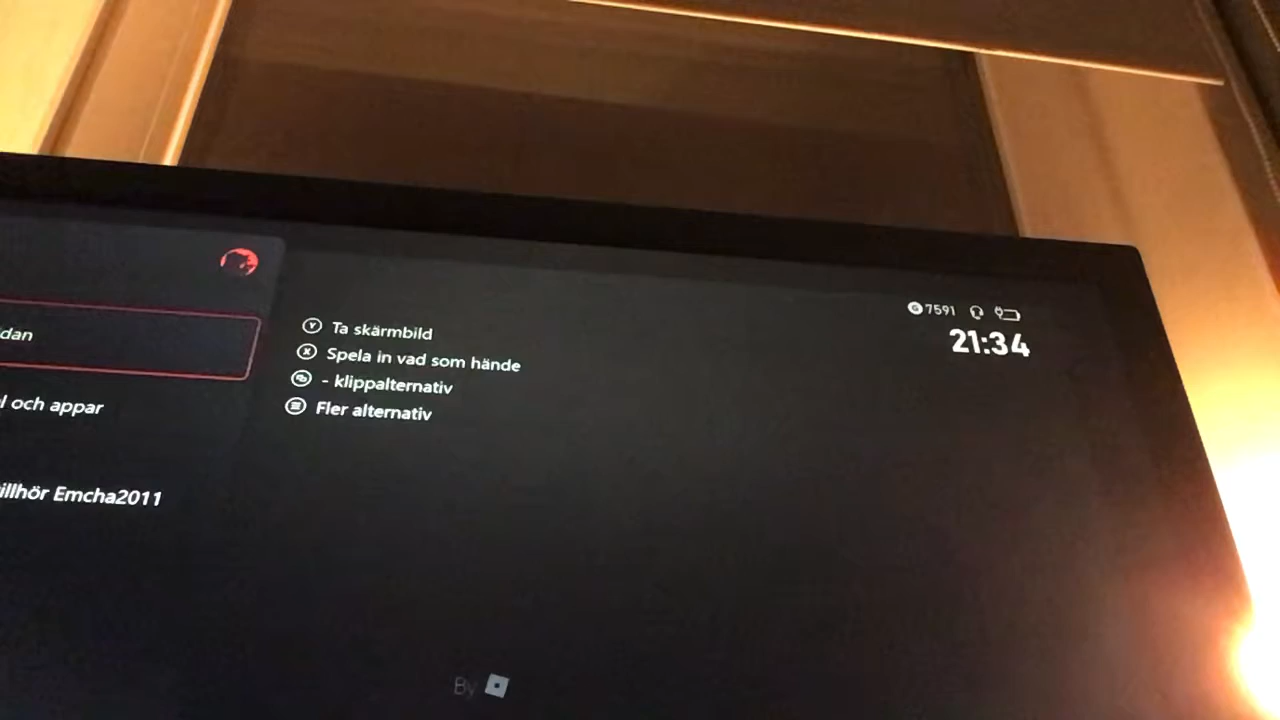 7591
21:34
Ta skärmbild
Spela in vad som hände
- klippalternativ
Fler alternativ
dan
l och appar
illhör Emcha2011
By